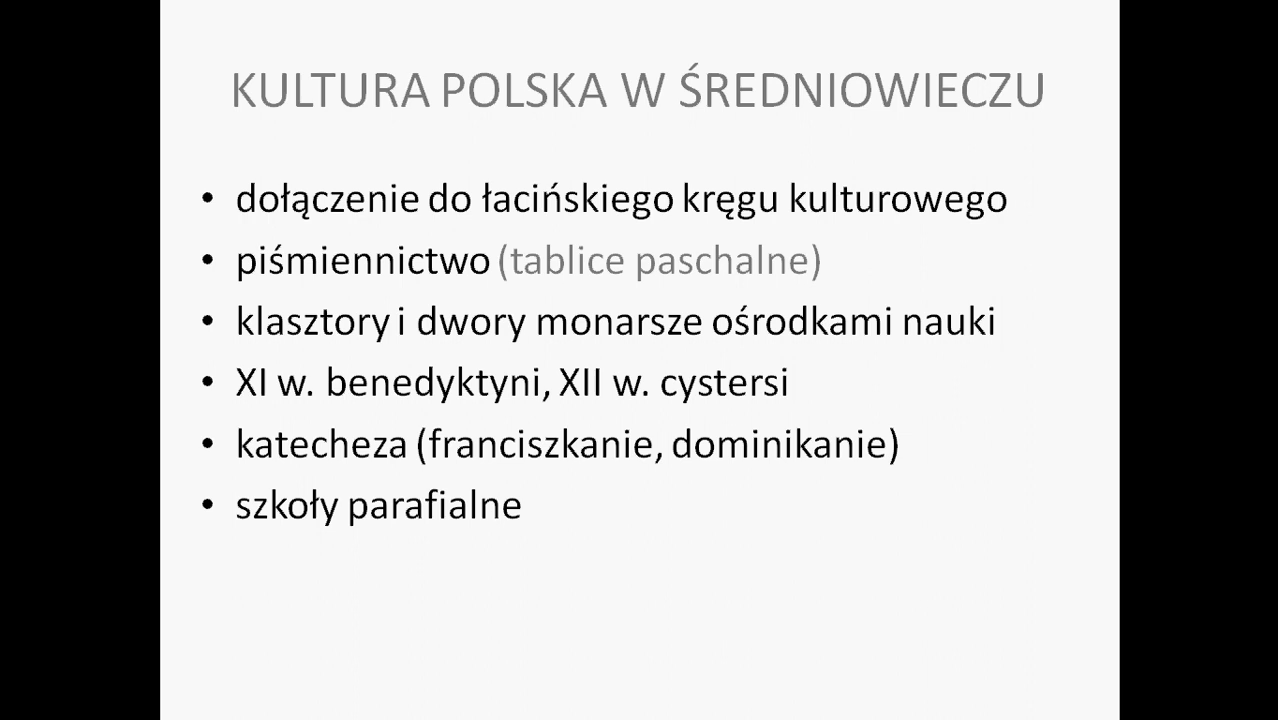 KULTURA POLSKA W ŚREDNIOWIECZU
• dołączenie do łacińskiego kręgu kulturowego
• piśmiennictwo (tablice paschalne)
• klasztory i dwory monarsze ośrodkami nauki
• XI w. benedyktyni, XII w. cystersi
• katecheza (franciszkanie, dominikanie)
• szkoły parafialne